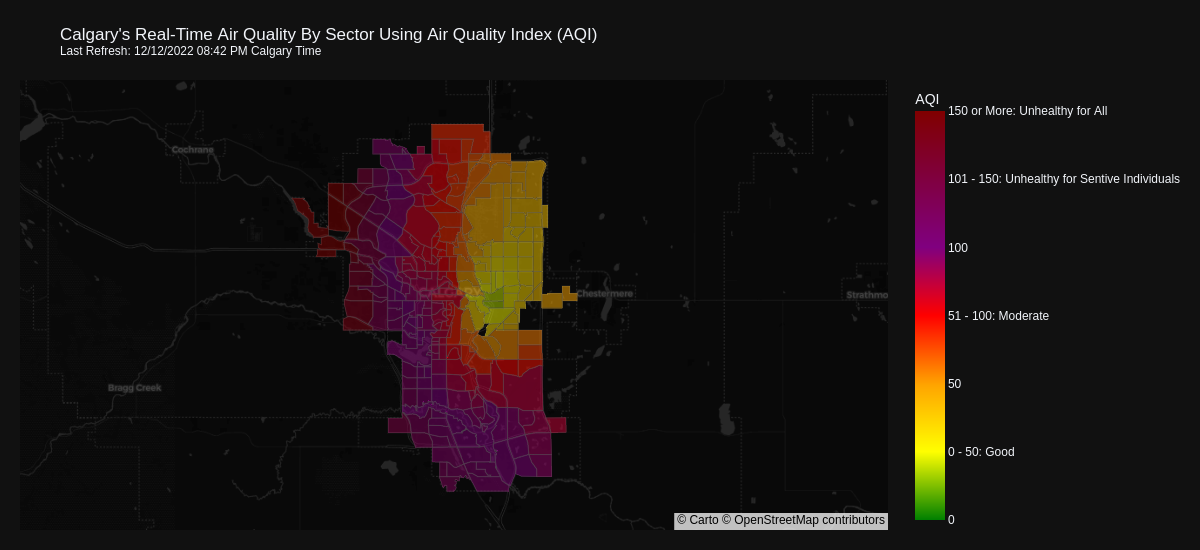 Calgary's Real-Time Air Quality By Sector Using Air Quality Index (AQI)
Last Refresh: 12/12/2022 08:42 PM Calgary Time
AQI
150 or More: Unhealthy for All
Cochrane
101 - 150: Unhealthy for Sentive Individuals
100
CALGARY
Chestermere
Strathmo
51 - 100: Moderate
50
Bragg Creek
0 - 50: Good
0
© Carto © OpenStreetMap contributors